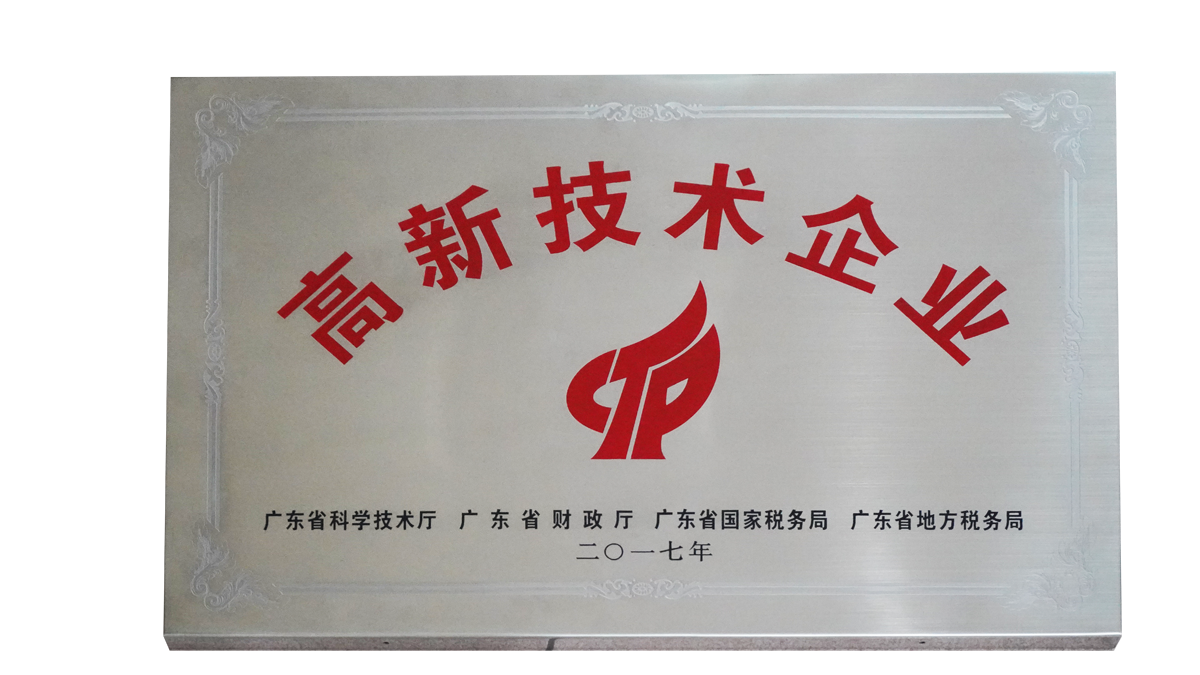 高新技术企业
广东省科学技术厅 广东省财政厅 广东省国家税务局 广东省地方税务局
二〇一七年